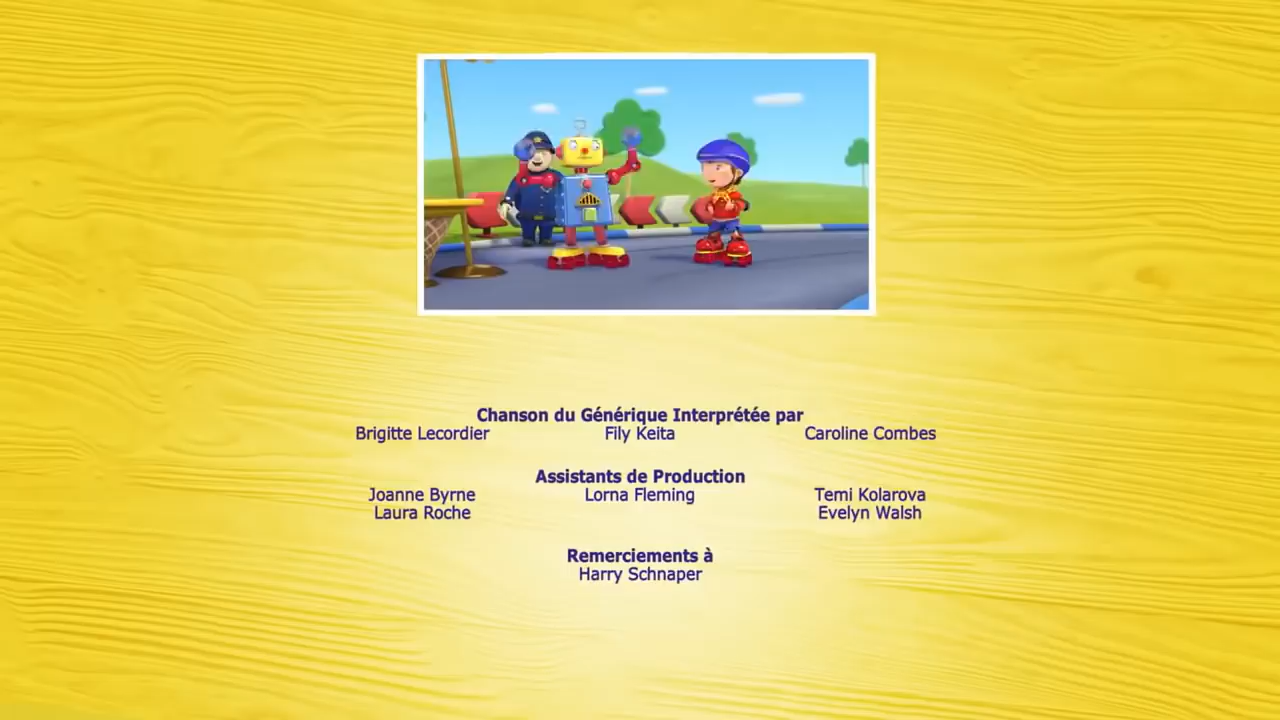 Chanson du Générique Interprétée par
Brigitte Lecordier Fily Keita Caroline Combes
Assistants de Production
Joanne Byrne Lorna Fleming Temi Kolarova
Laura Roche Evelyn Walsh
Remerciements à
Harry Schnaper